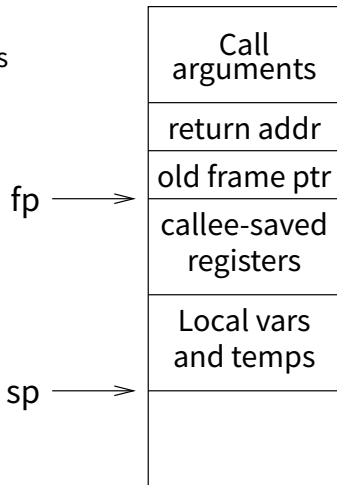 s
Call
arguments
return addr
old frame ptr
fp
callee-saved
registers
Local vars
and temps
sp